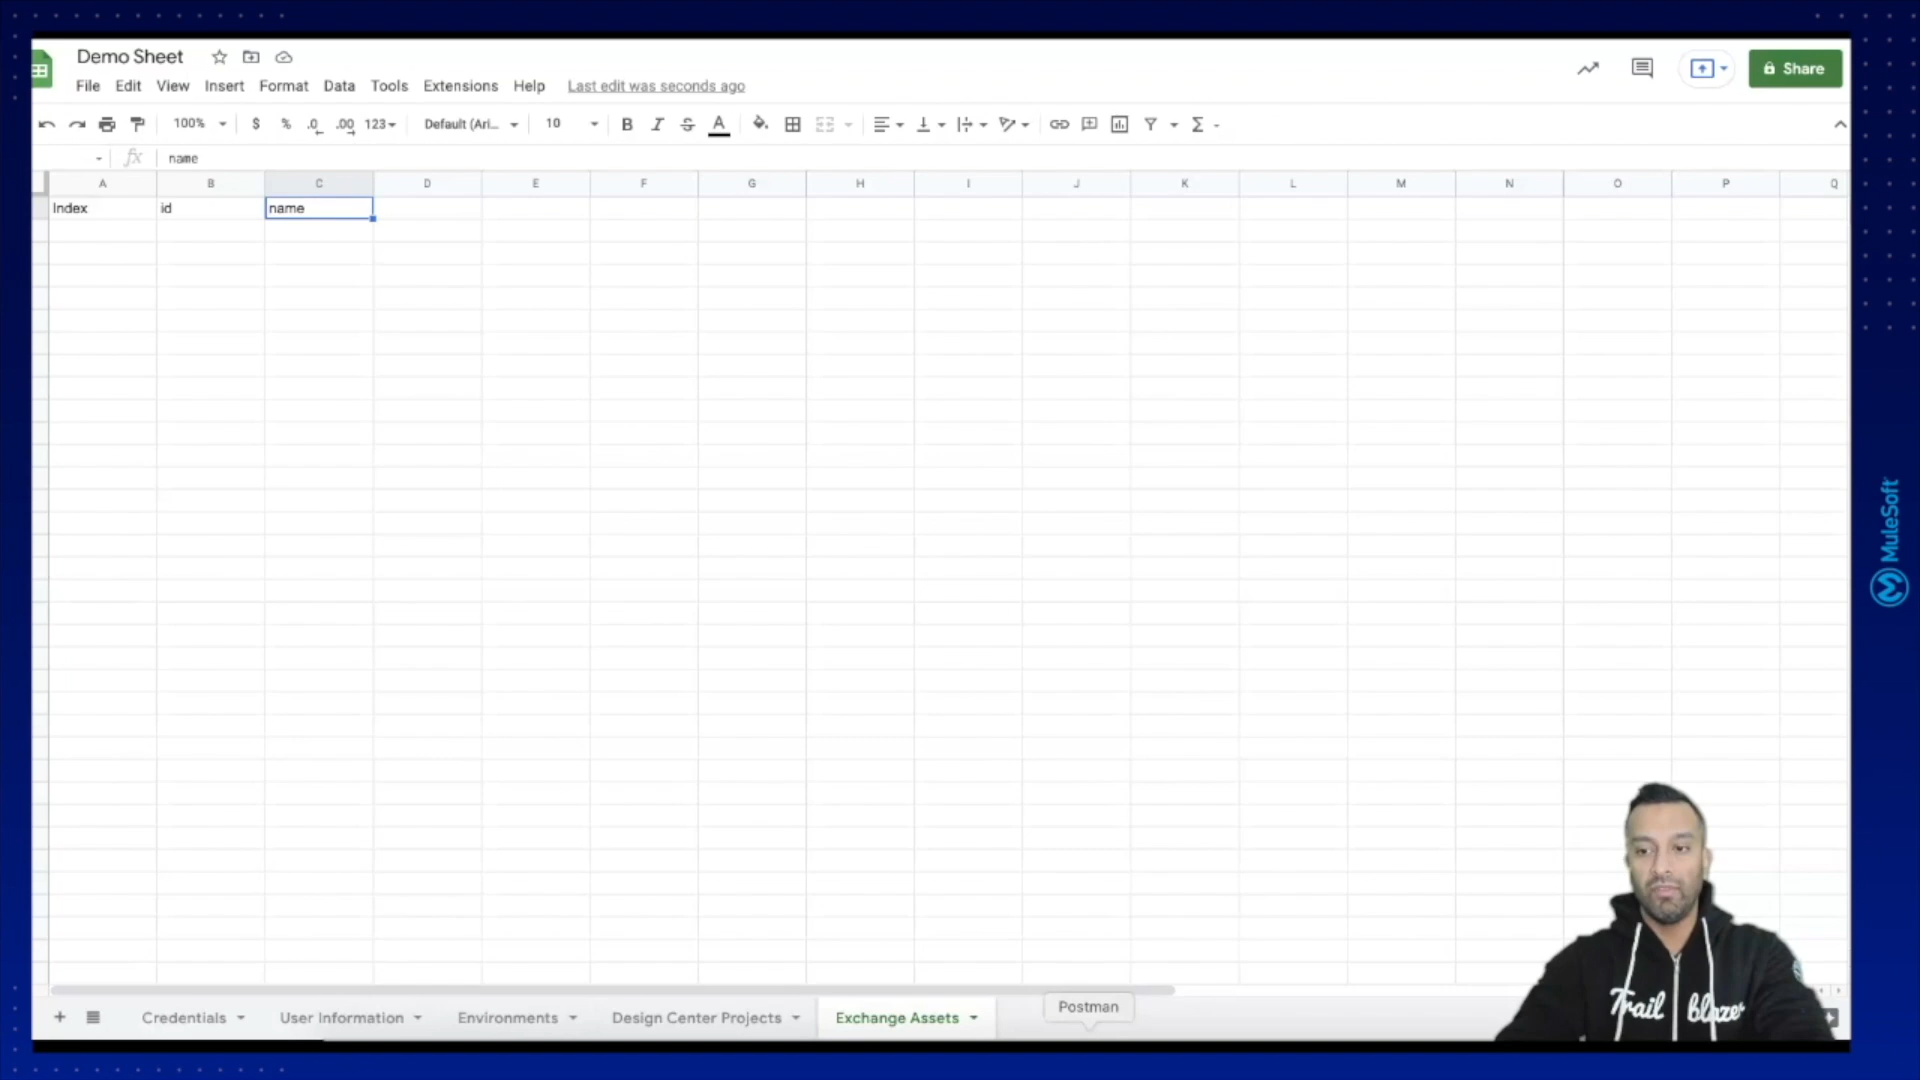 Demo Sheet
File Edit View Insert Format Data Tools Extensions Help Last edit was seconds ago
Share
100% $ % .0 .00 123 Default (Ari... 10 B I S A Σ
fx name
A B C D E F G H I J K L M N O P Q
Index id name
MuleSoft
Trail blazer
Postman
+ Credentials User Information Environments Design Center Projects Exchange Assets